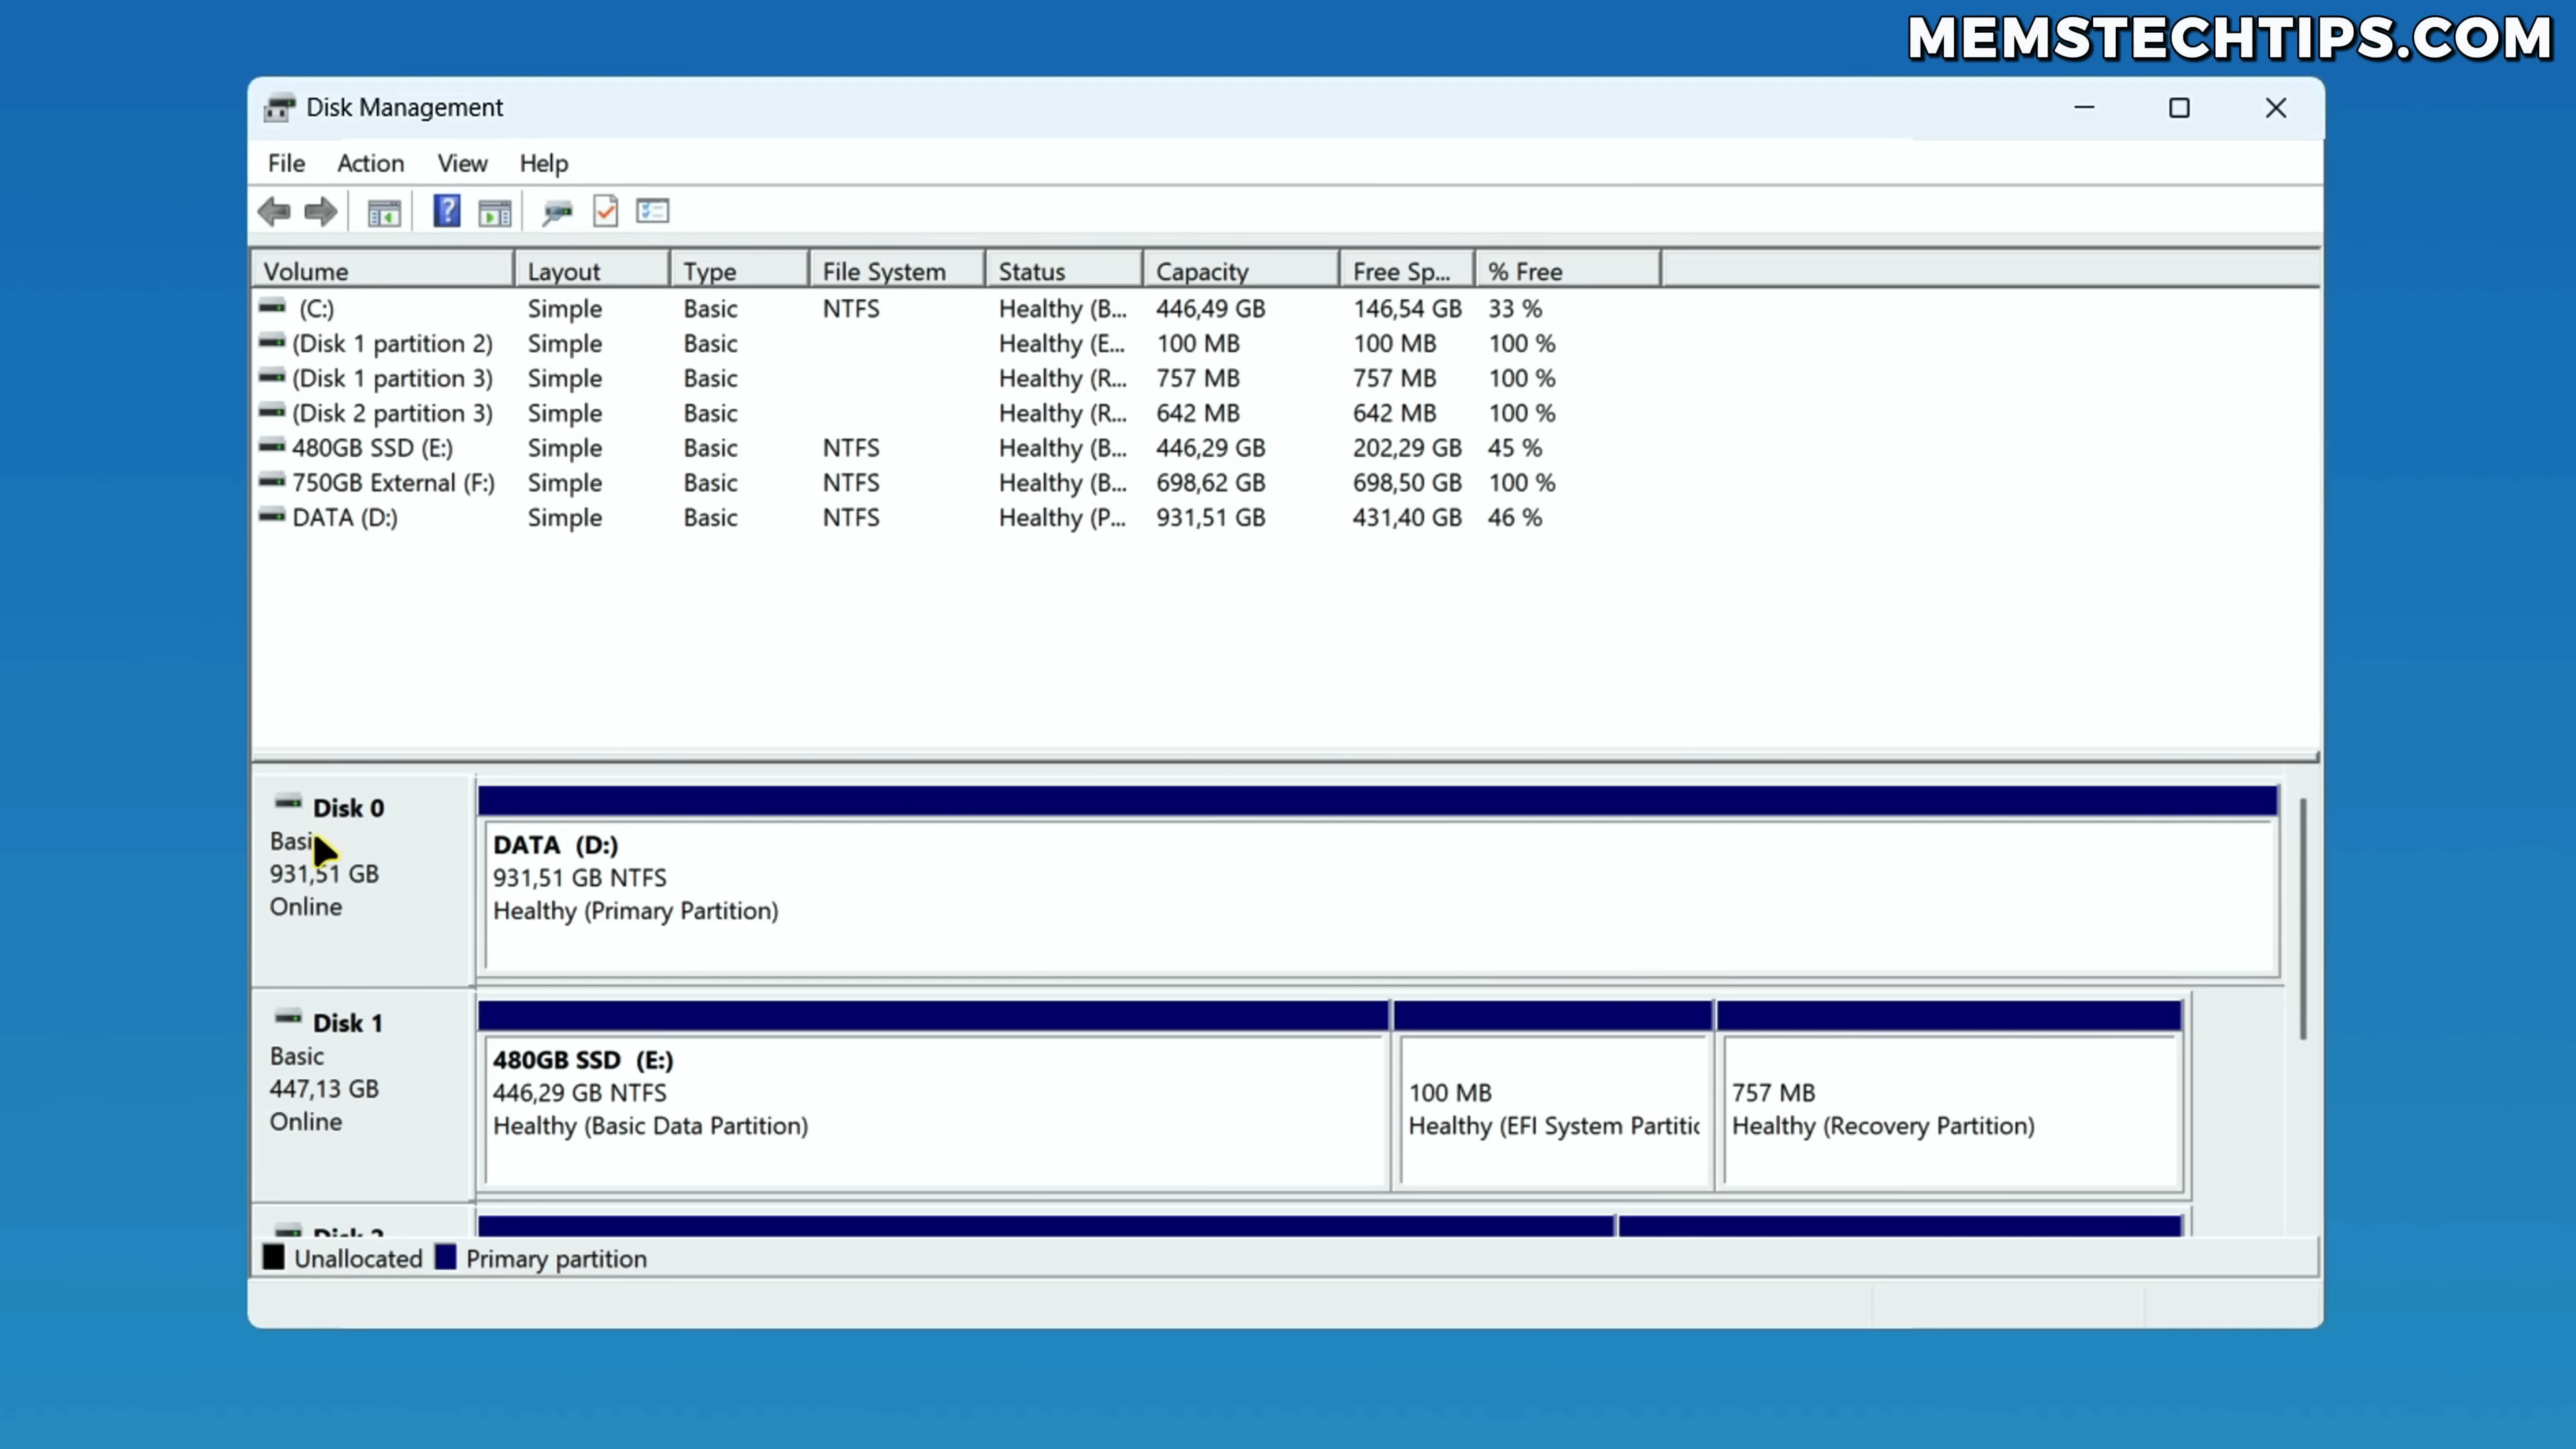 MEMSTECHTIPS.COM
Disk Management
File Action View Help
Volume Layout Type File System Status Capacity Free Sp... % Free
(C:) Simple Basic NTFS Healthy (B... 446,49 GB 146,54 GB 33 %
(Disk 1 partition 2) Simple Basic Healthy (E... 100 MB 100 MB 100 %
(Disk 1 partition 3) Simple Basic Healthy (R... 757 MB 757 MB 100 %
(Disk 2 partition 3) Simple Basic Healthy (R... 642 MB 642 MB 100 %
480GB SSD (E:) Simple Basic NTFS Healthy (B... 446,29 GB 202,29 GB 45 %
750GB External (F:) Simple Basic NTFS Healthy (B... 698,62 GB 698,50 GB 100 %
DATA (D:) Simple Basic NTFS Healthy (P... 931,51 GB 431,40 GB 46 %
Disk 0
Basic
931,51 GB
Online
DATA (D:)
931,51 GB NTFS
Healthy (Primary Partition)
Disk 1
Basic
447,13 GB
Online
480GB SSD (E:)
446,29 GB NTFS
Healthy (Basic Data Partition)
100 MB
Healthy (EFI System Partitic
757 MB
Healthy (Recovery Partition)
Disk 2
Unallocated Primary partition